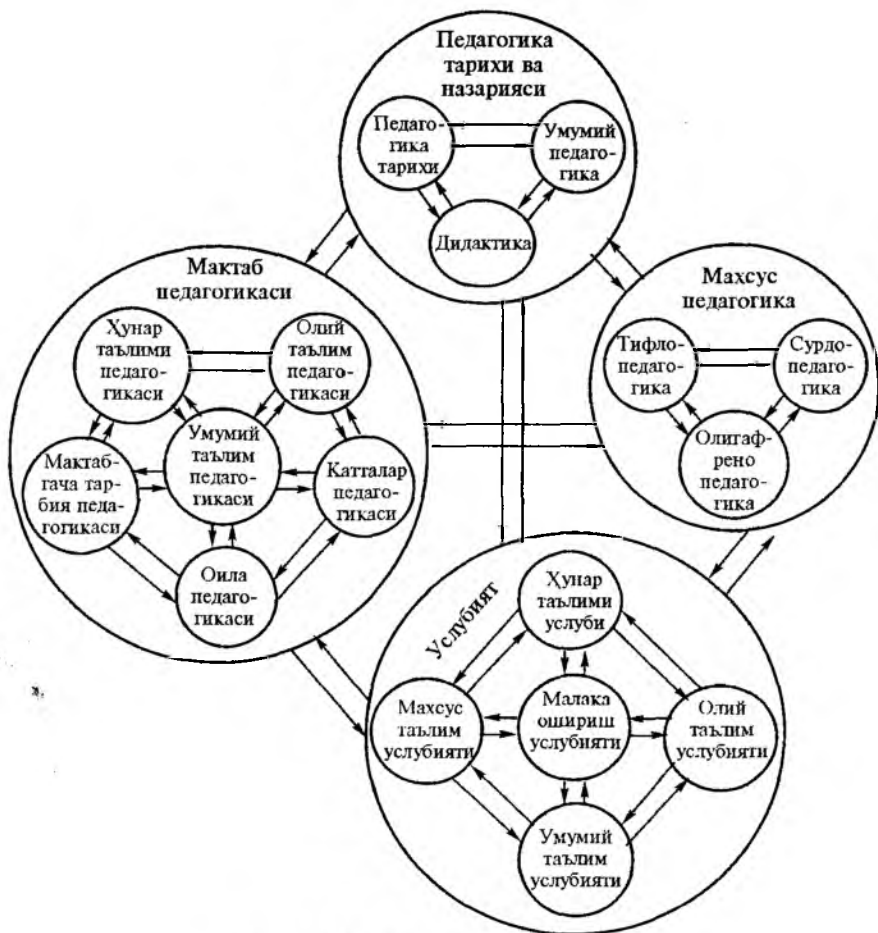 Педагогика
тарихи ва
назарияси
Педаго-
гика
тарихи
Умумий
педаго-
гика
Дидактика
Мактаб
педагогикаси
Ҳунар
таълими
педаго-
гикаси
Олий
таълим
педаго-
гикаси
Умумий
таълим
педаго-
гикаси
Мактаб-
гача тар-
бия педа-
гогикаси
Катталар
педаго-
гикаси
Оила
педаго-
гикаси
Махсус
педагогика
Тифло-
педаго-
гика
Сурдо-
педаго-
гика
Олигаф-
рено
педаго-
гика
Услубият
Ҳунар
таълими
услуби
Махсус
таълим
услубияти
Малака
ошириш
услубияти
Олий
таълим
услубияти
Умумий
таълим
услубияти